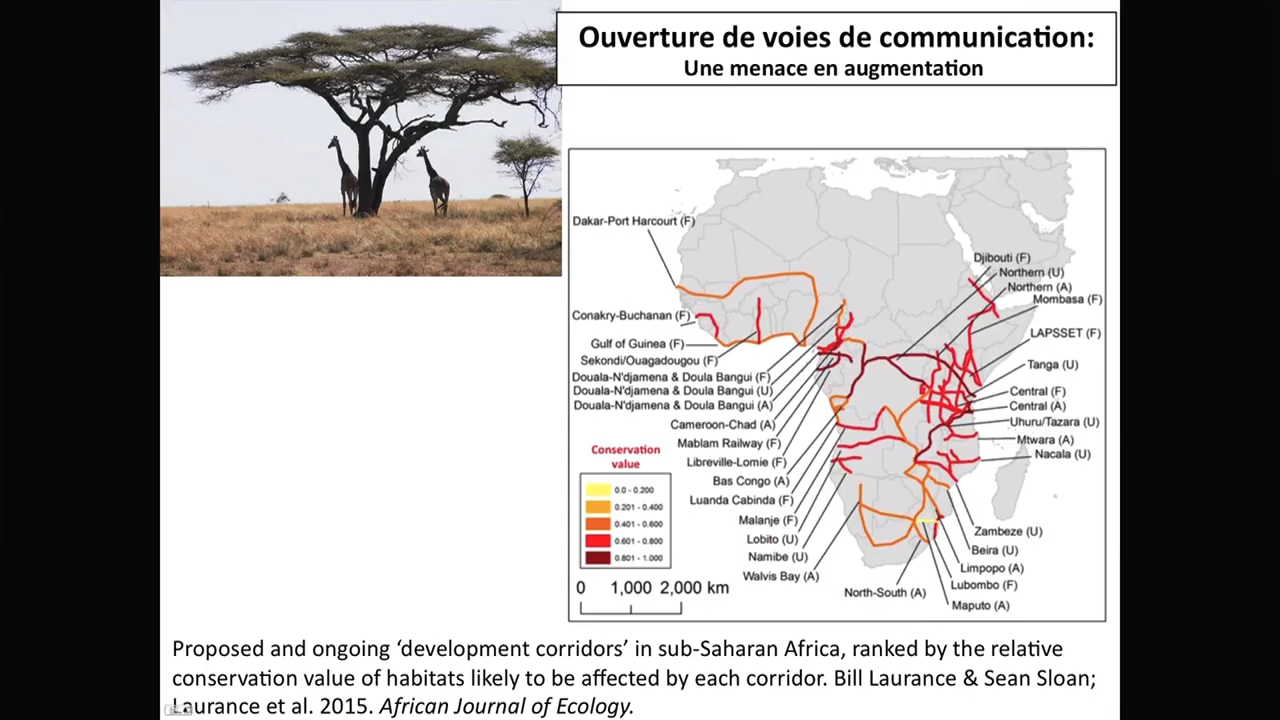 Ouverture de voies de communication:
Une menace en augmentation
Dakar-Port Harcourt (F)
Conakry-Buchanan (F)
Gulf of Guinea (F)
Sekondi/Ouagadougou (F)
Douala-N'djamena & Doula Bangui (F)
Douala-N'djamena & Doula Bangui (U)
Douala-N'djamena & Doula Bangui (A)
Cameroon-Chad (A)
Mablam Railway (F)
Libreville-Lomie (F)
Bas Congo (A)
Luanda Cabinda (F)
Malanje (F)
Lobito (U)
Namibe (U)
Walvis Bay (A)
North-South (A)
Djibouti (F)
Northern (U)
Northern (A)
Mombasa (F)
LAPSSET (F)
Tanga (U)
Central (F)
Central (A)
Uhuru/Tazara (U)
Mtwara (A)
Nacala (U)
Zambeze (U)
Beira (U)
Limpopo (A)
Lubombo (F)
Maputo (A)
Conservation
value
0.0 - 0.200
0.201 - 0.400
0.401 - 0.600
0.601 - 0.800
0.801 - 1.000
0 1,000 2,000 km
Proposed and ongoing ‘development corridors’ in sub-Saharan Africa, ranked by the relative
conservation value of habitats likely to be affected by each corridor. Bill Laurance & Sean Sloan;
Laurance et al. 2015. African Journal of Ecology.